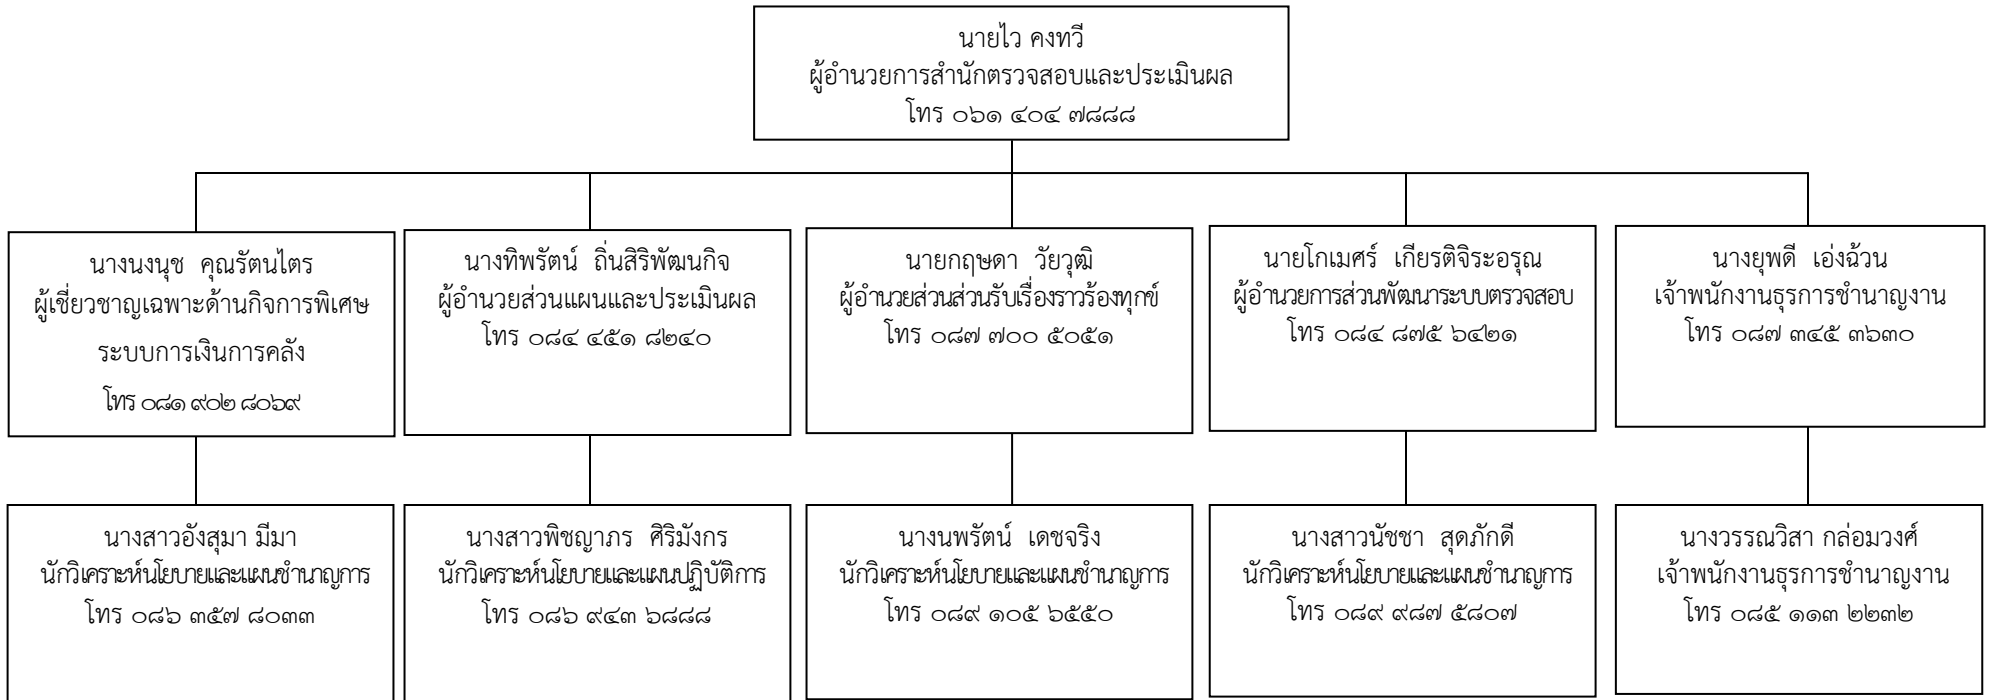 นายไว คงทวี
ผู้อำนวยการสำนักตรวจสอบและประเมินผล
โทร ๐๖๑ ๔๐๔ ๗๘๘๘
นางนงนุช คุณรัตนไตร
ผู้เชี่ยวชาญเฉพาะด้านกิจการพิเศษ
ระบบการเงินการคลัง
โทร ๐๘๑ ๙๐๒ ๘๐๖๙
นางทิพรัตน์ ถิ่นสิริพัฒนกิจ
ผู้อำนวยส่วนแผนและประเมินผล
โทร ๐๘๔ ๔๕๑ ๘๒๔๐
นายกฤษดา วัยวุฒิ
ผู้อำนวยส่วนส่วนรับเรื่องราวร้องทุกข์
โทร ๐๘๗ ๗๐๐ ๕๐๕๑
นายโกเมศร์ เกียรติจิระอรุณ
ผู้อำนวยการส่วนพัฒนาระบบตรวจสอบ
โทร ๐๘๔ ๘๗๕ ๖๔๒๑
นางยุพดี เอ่งฉ้วน
เจ้าพนักงานธุรการชำนาญงาน
โทร ๐๘๗ ๓๔๕ ๓๖๓๐
นางสาวอังสุมา มีมา
นักวิเคราะห์นโยบายและแผนชำนาญการ
โทร ๐๘๖ ๓๕๗ ๘๐๓๓
นางสาวพิชญาภร ศิริมังกร
นักวิเคราะห์นโยบายและแผนปฏิบัติการ
โทร ๐๘๖ ๙๔๓ ๖๘๘๘
นางนพรัตน์ เดชจริง
นักวิเคราะห์นโยบายและแผนชำนาญการ
โทร ๐๘๙ ๑๐๕ ๖๕๕๐
นางสาวนัชชา สุดภักดี
นักวิเคราะห์นโยบายและแผนชำนาญการ
โทร ๐๘๙ ๙๘๗ ๕๘๐๗
นางวรรณวิสา กล่อมวงศ์
เจ้าพนักงานธุรการชำนาญงาน
โทร ๐๘๕ ๑๑๓ ๒๒๓๒